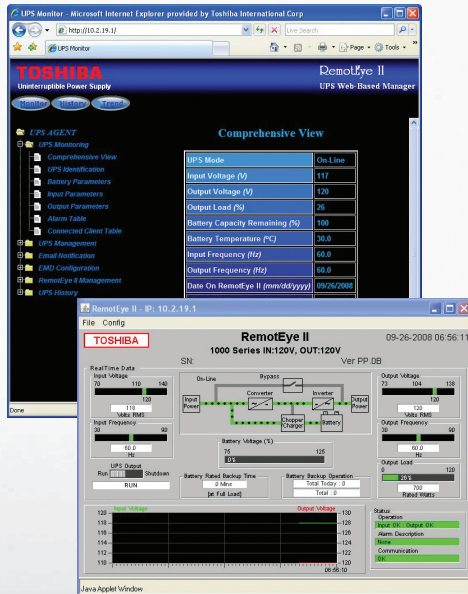 UPS Monitor - Microsoft Internet Explorer provided by Toshiba International Corp
http://10.2.19.1/
Live Search
UPS Monitor
Page
Tools
TOSHIBA
Uninterruptible Power Supply
RemotEye II
UPS Web-Based Manager
Monitor
History
Trend
UPS AGENT
UPS Monitoring
Comprehensive View
UPS Identification
Battery Parameters
Input Parameters
Output Parameters
Alarm Table
Connected Client Table
UPS Management
Email Notification
EMD Configuration
RemotEye II Management
UPS History
Comprehensive View
UPS Mode On-Line
Input Voltage (V) 117
Output Voltage (V) 120
Output Load (%) 26
Battery Capacity Remaining (%) 100
Battery Temperature (ºC) 30.0
Input Frequency (Hz) 60.0
Output Frequency (Hz) 60.0
Date On RemotEye II (mm/dd/yyyy) 09/26/2008
Done
RemotEye II - IP: 10.2.19.1
File Config
TOSHIBA
RemotEye II
09-26-2008 06:56:11
1000 Series IN:120V, OUT:120V
SN:
Ver PP.0B
RealTime Data
Input Voltage
70 110 140
120
110
Volts RMS
Input Frequency
30 90
60.0
Hz
UPS Output
Run Shutdown
RUN
On-Line
Bypass
Converter
Inverter
Input Power
Output Power
Chopper Charger
Battery
Battery Voltage (%)
75 125
0%
Battery Rated Backup Time
0 Mins
[at Full Load]
Battery Backup Operation
Total Today : 0
Total : 0
Output Voltage
73 104 138
120
120
Volts RMS
Output Frequency
30 90
60.0
Hz
Output Load
0 120
26%
700
Rated Watts
Input Voltage
Output Voltage
120
118
116
114
112
110
130
128
126
124
122
120
06:56:10
Status
Operation
Input OK : Output OK
Alarm Description
None
Communication
OK
Java Applet Window